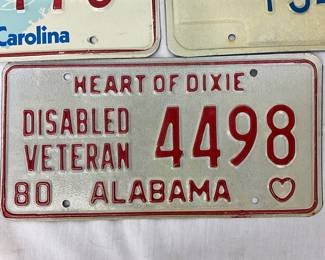 Carolina
HEART OF DIXIE
DISABLED VETERAN 4498
80 ALABAMA